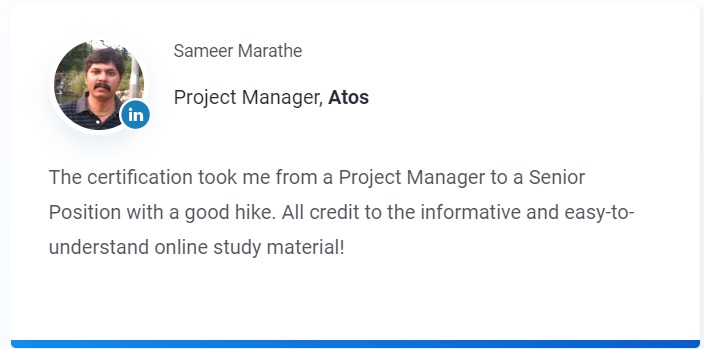 Sameer Marathe
in
Project Manager, Atos
The certification took me from a Project Manager to a Senior
Position with a good hike. All credit to the informative and easy-to-
understand online study material!